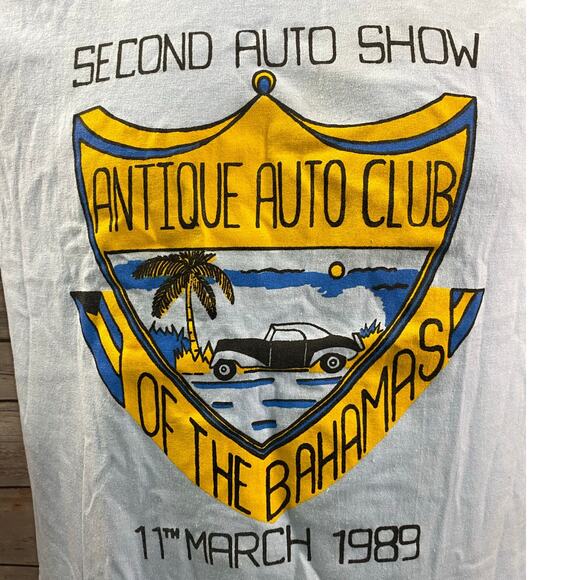 SECOND AUTO SHOW
ANTIQUE AUTO CLUB
OF THE BAHAMAS
11TH MARCH 1989